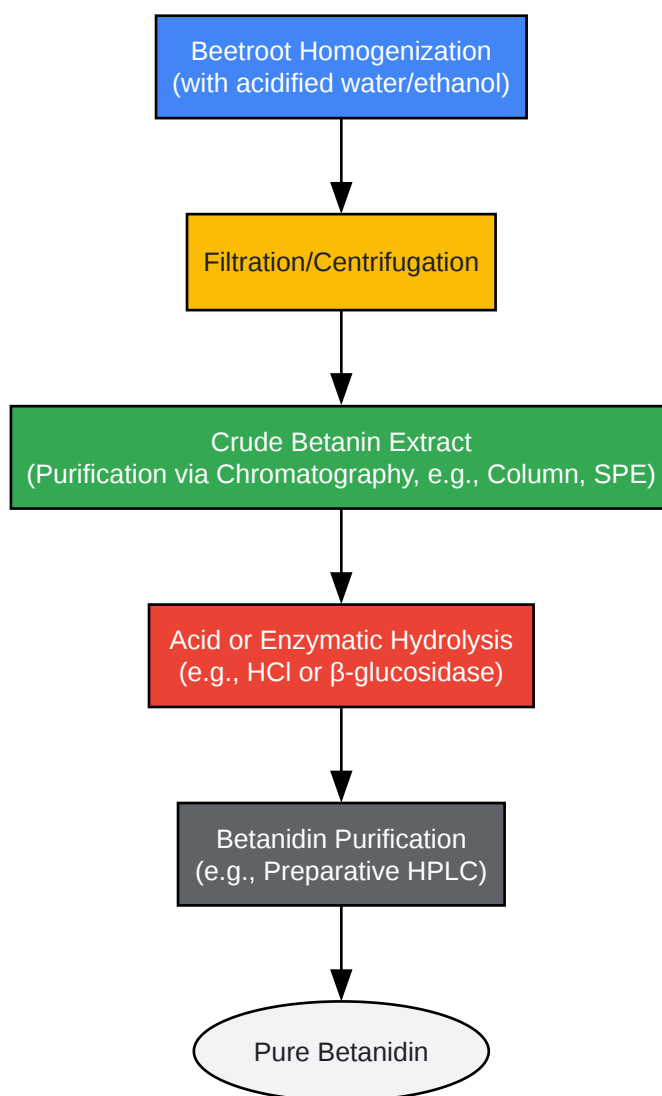 Beetroot Homogenization
(with acidified water/ethanol)
Filtration/Centrifugation
Crude Betanin Extract
(Purification via Chromatography, e.g., Column, SPE)
Acid or Enzymatic Hydrolysis
(e.g., HCl or β-glucosidase)
Betanidin Purification
(e.g., Preparative HPLC)
Pure Betanidin